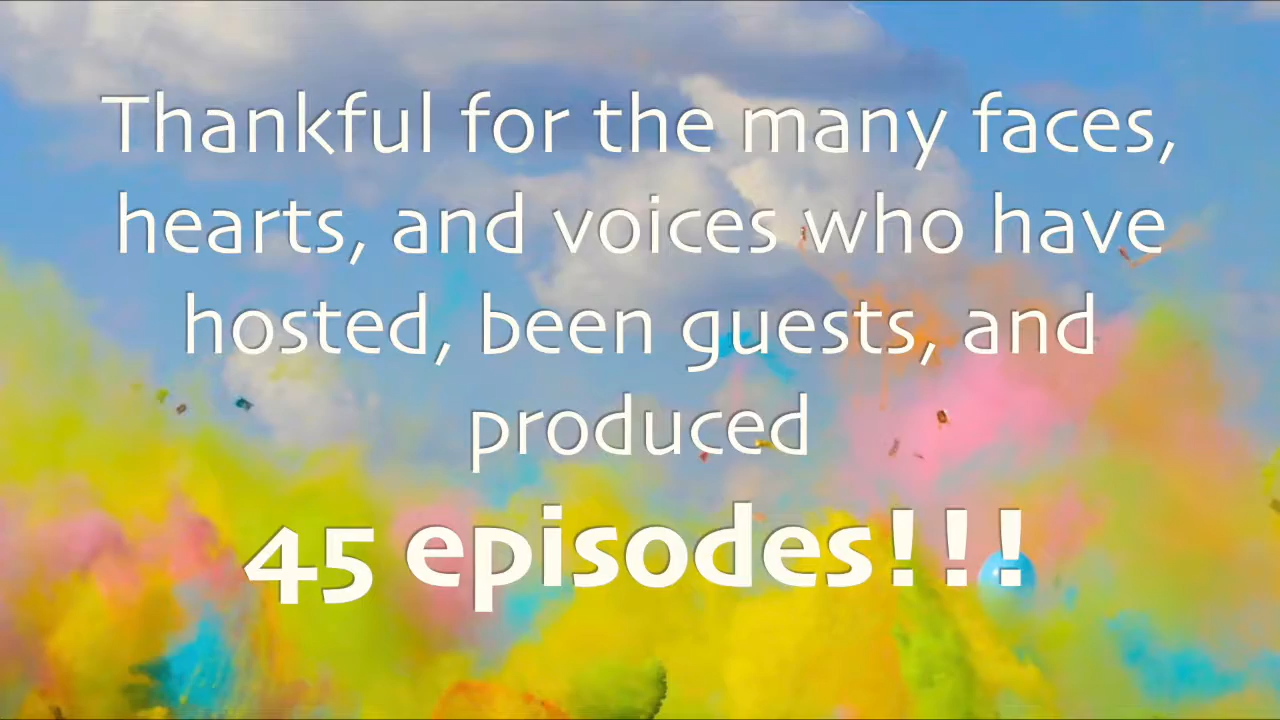 Thankful for the many faces,
hearts, and voices who have
hosted, been guests, and
produced
45 episodes!!!